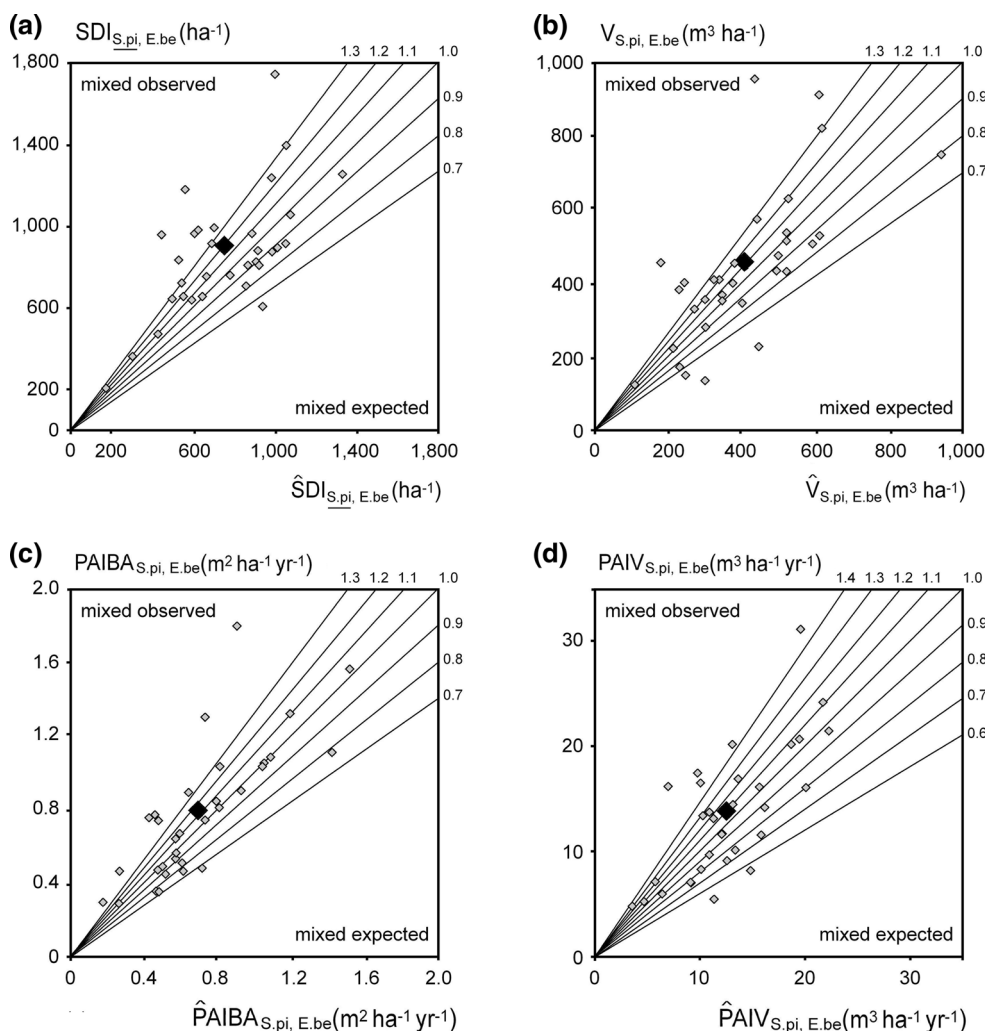 (a) SDI S.pi, E.be (ha-1)
1.3 1.2 1.1 1.0
1,800
mixed observed
0.9
0.8
1,400
0.7
1,000
600
200
mixed expected
0
0 200 600 1,000 1,400 1,800
ŜDI S.pi, E.be (ha-1)
(b) V S.pi, E.be (m3 ha-1)
1.3 1.2 1.1 1.0
1,000
mixed observed
0.9
800
0.8
0.7
600
400
200
mixed expected
0
0 200 400 600 800 1,000
V̂ S.pi, E.be (m3 ha-1)
(c) PAIBA S.pi, E.be (m2 ha-1 yr-1)
1.3 1.2 1.1 1.0
2.0
mixed observed
0.9
1.6
0.8
0.7
1.2
0.8
0.4
mixed expected
0
0 0.4 0.8 1.2 1.6 2.0
P̂AIBA S.pi, E.be (m2 ha-1 yr-1)
(d) PAIV S.pi, E.be (m3 ha-1 yr-1)
1.4 1.3 1.2 1.1 1.0
mixed observed
0.9
30
0.8
0.7
0.6
20
10
mixed expected
0
0 10 20 30
P̂AIV S.pi, E.be (m3 ha-1 yr-1)